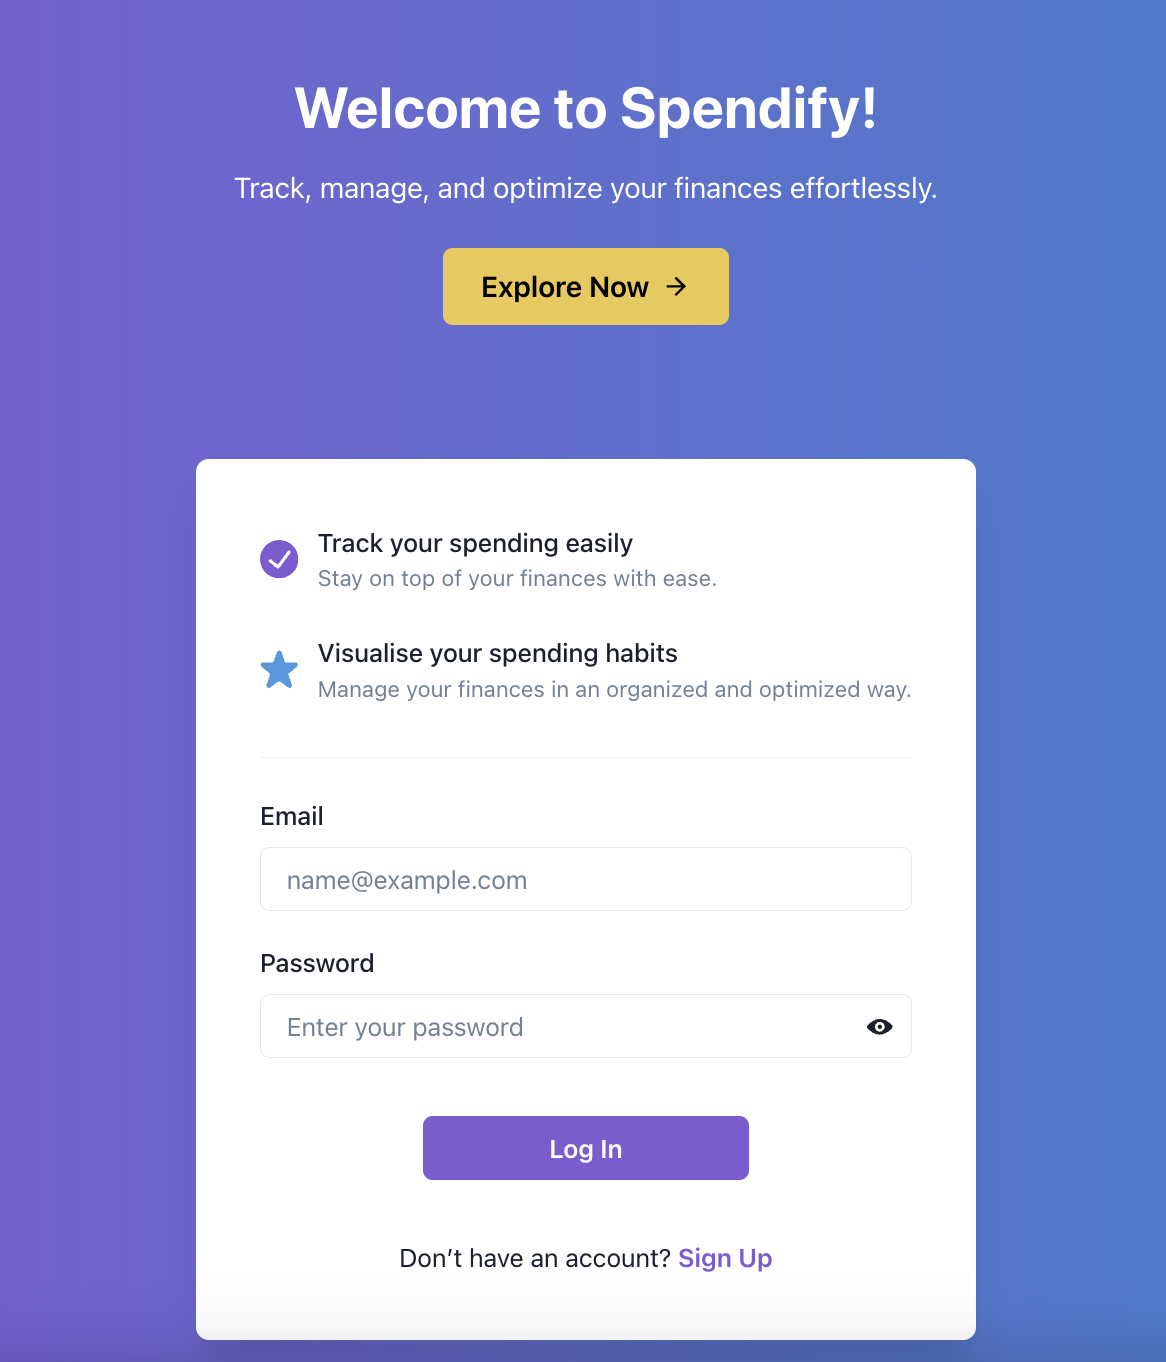 Welcome to Spendify!
Track, manage, and optimize your finances effortlessly.
Explore Now →
Track your spending easily
Stay on top of your finances with ease.
Visualise your spending habits
Manage your finances in an organized and optimized way.
Email
name@example.com
Password
Enter your password
Log In
Don’t have an account? Sign Up